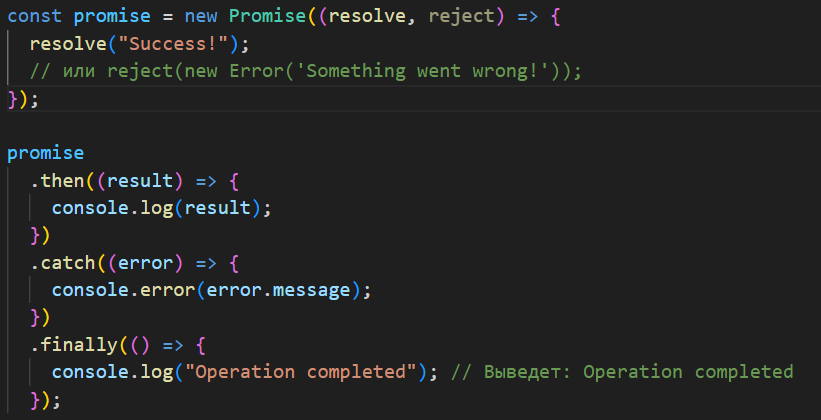 const promise = new Promise((resolve, reject) => {
  resolve("Success!");
  // или reject(new Error('Something went wrong!'));
});

promise
  .then((result) => {
    console.log(result);
  })
  .catch((error) => {
    console.error(error.message);
  })
  .finally(() => {
    console.log("Operation completed"); // Выведет: Operation completed
  });